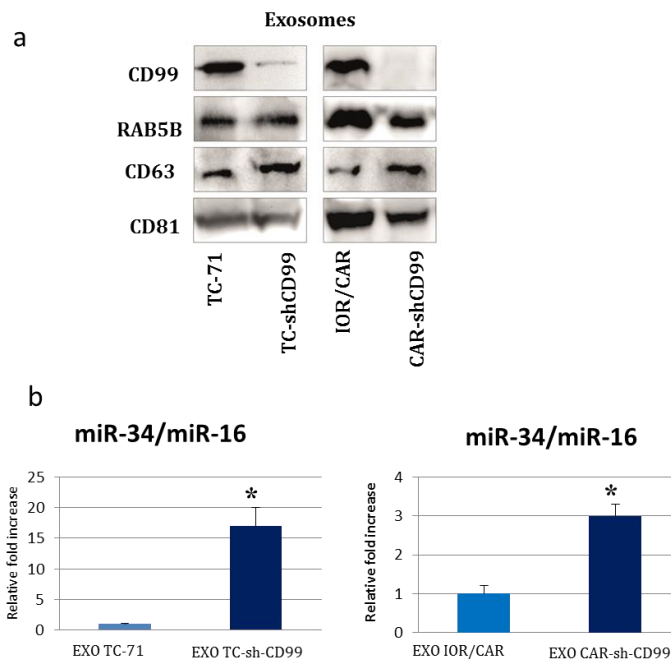 Exosomes
a
CD99
RAB5B
CD63
CD81
TC-71
TC-shCD99
IOR/CAR
CAR-shCD99
b
miR-34/miR-16
Relative fold increase
25
20
15
10
5
0
*
EXO TC-71
EXO TC-sh-CD99
miR-34/miR-16
Relative fold increase
4
3
2
1
0
*
EXO IOR/CAR
EXO CAR-sh-CD99